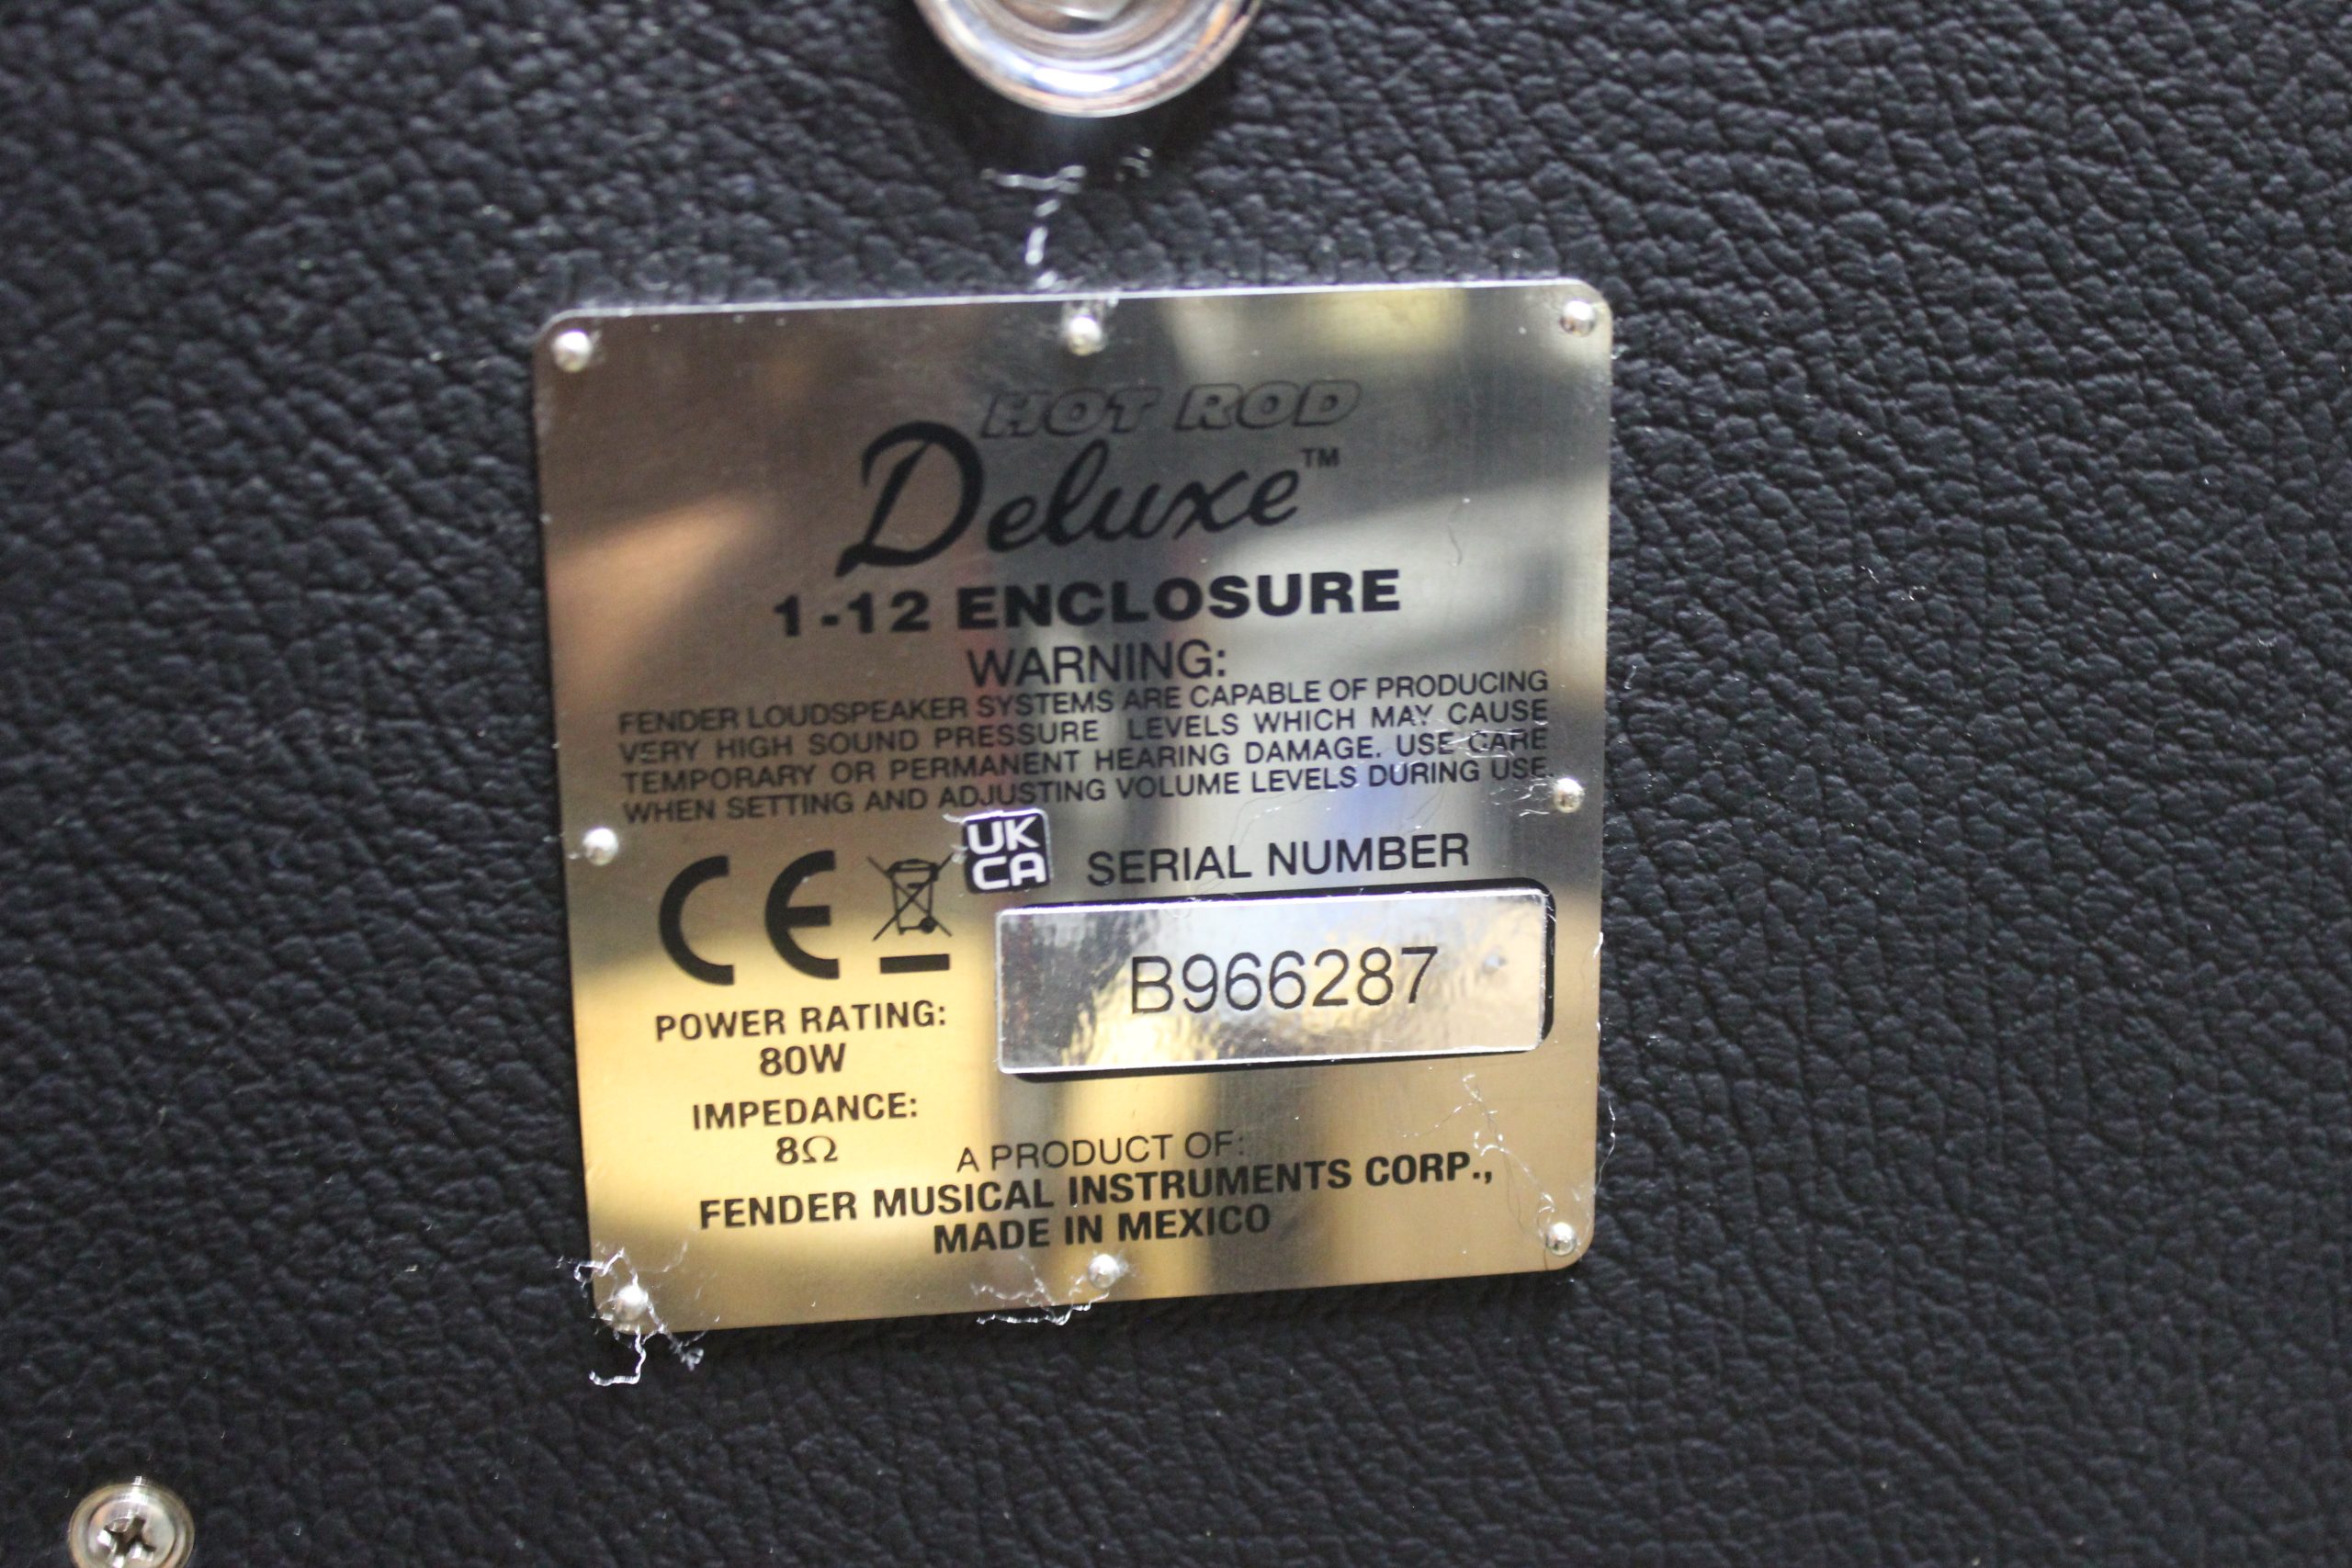 HOT ROD
Deluxe™
1-12 ENCLOSURE
WARNING:
FENDER LOUDSPEAKER SYSTEMS ARE CAPABLE OF PRODUCING
VERY HIGH SOUND PRESSURE LEVELS WHICH MAY CAUSE
TEMPORARY OR PERMANENT HEARING DAMAGE. USE CARE
WHEN SETTING AND ADJUSTING VOLUME LEVELS DURING USE.
CE
UK
CA
SERIAL NUMBER
B966287
POWER RATING:
80W
IMPEDANCE:
8Ω
A PRODUCT OF:
FENDER MUSICAL INSTRUMENTS CORP.,
MADE IN MEXICO